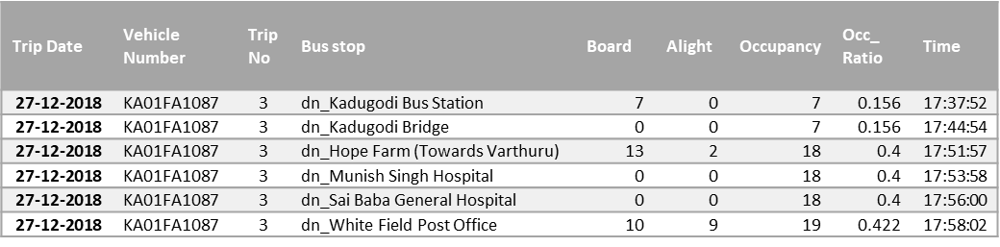 Trip Date Vehicle Number Trip No Bus stop Board Alight Occupancy Occ_ Ratio Time
27-12-2018 KA01FA1087 3 dn_Kadugodi Bus Station 7 0 7 0.156 17:37:52
27-12-2018 KA01FA1087 3 dn_Kadugodi Bridge 0 0 7 0.156 17:44:54
27-12-2018 KA01FA1087 3 dn_Hope Farm (Towards Varthuru) 13 2 18 0.4 17:51:57
27-12-2018 KA01FA1087 3 dn_Munish Singh Hospital 0 0 18 0.4 17:53:58
27-12-2018 KA01FA1087 3 dn_Sai Baba General Hospital 0 0 18 0.4 17:56:00
27-12-2018 KA01FA1087 3 dn_White Field Post Office 10 9 19 0.422 17:58:02